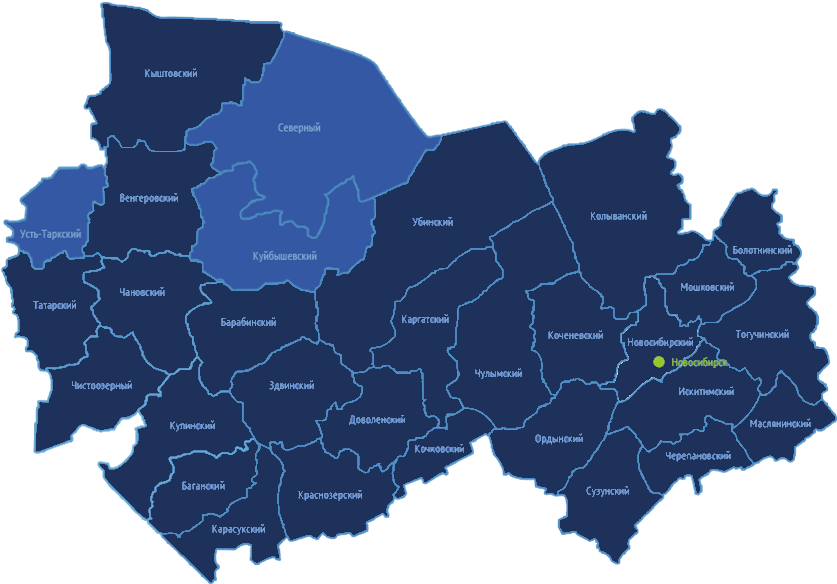 Кыштовский
Северный
Венгеровский
Усть-Таркский
Убинский
Колыванский
Куйбышевский
Болотнинский
Мошковский
Чановский
Татарский
Барабинский
Каргатский
Коченевский
Новосибирский
Тогучинский
Новосибирск
Чулымский
Чистоозерный
Здвинский
Искитимский
Доволенский
Купинский
Маслянинский
Ордынский
Кочковский
Черепановский
Баганский
Краснозерский
Сузунский
Карасукский